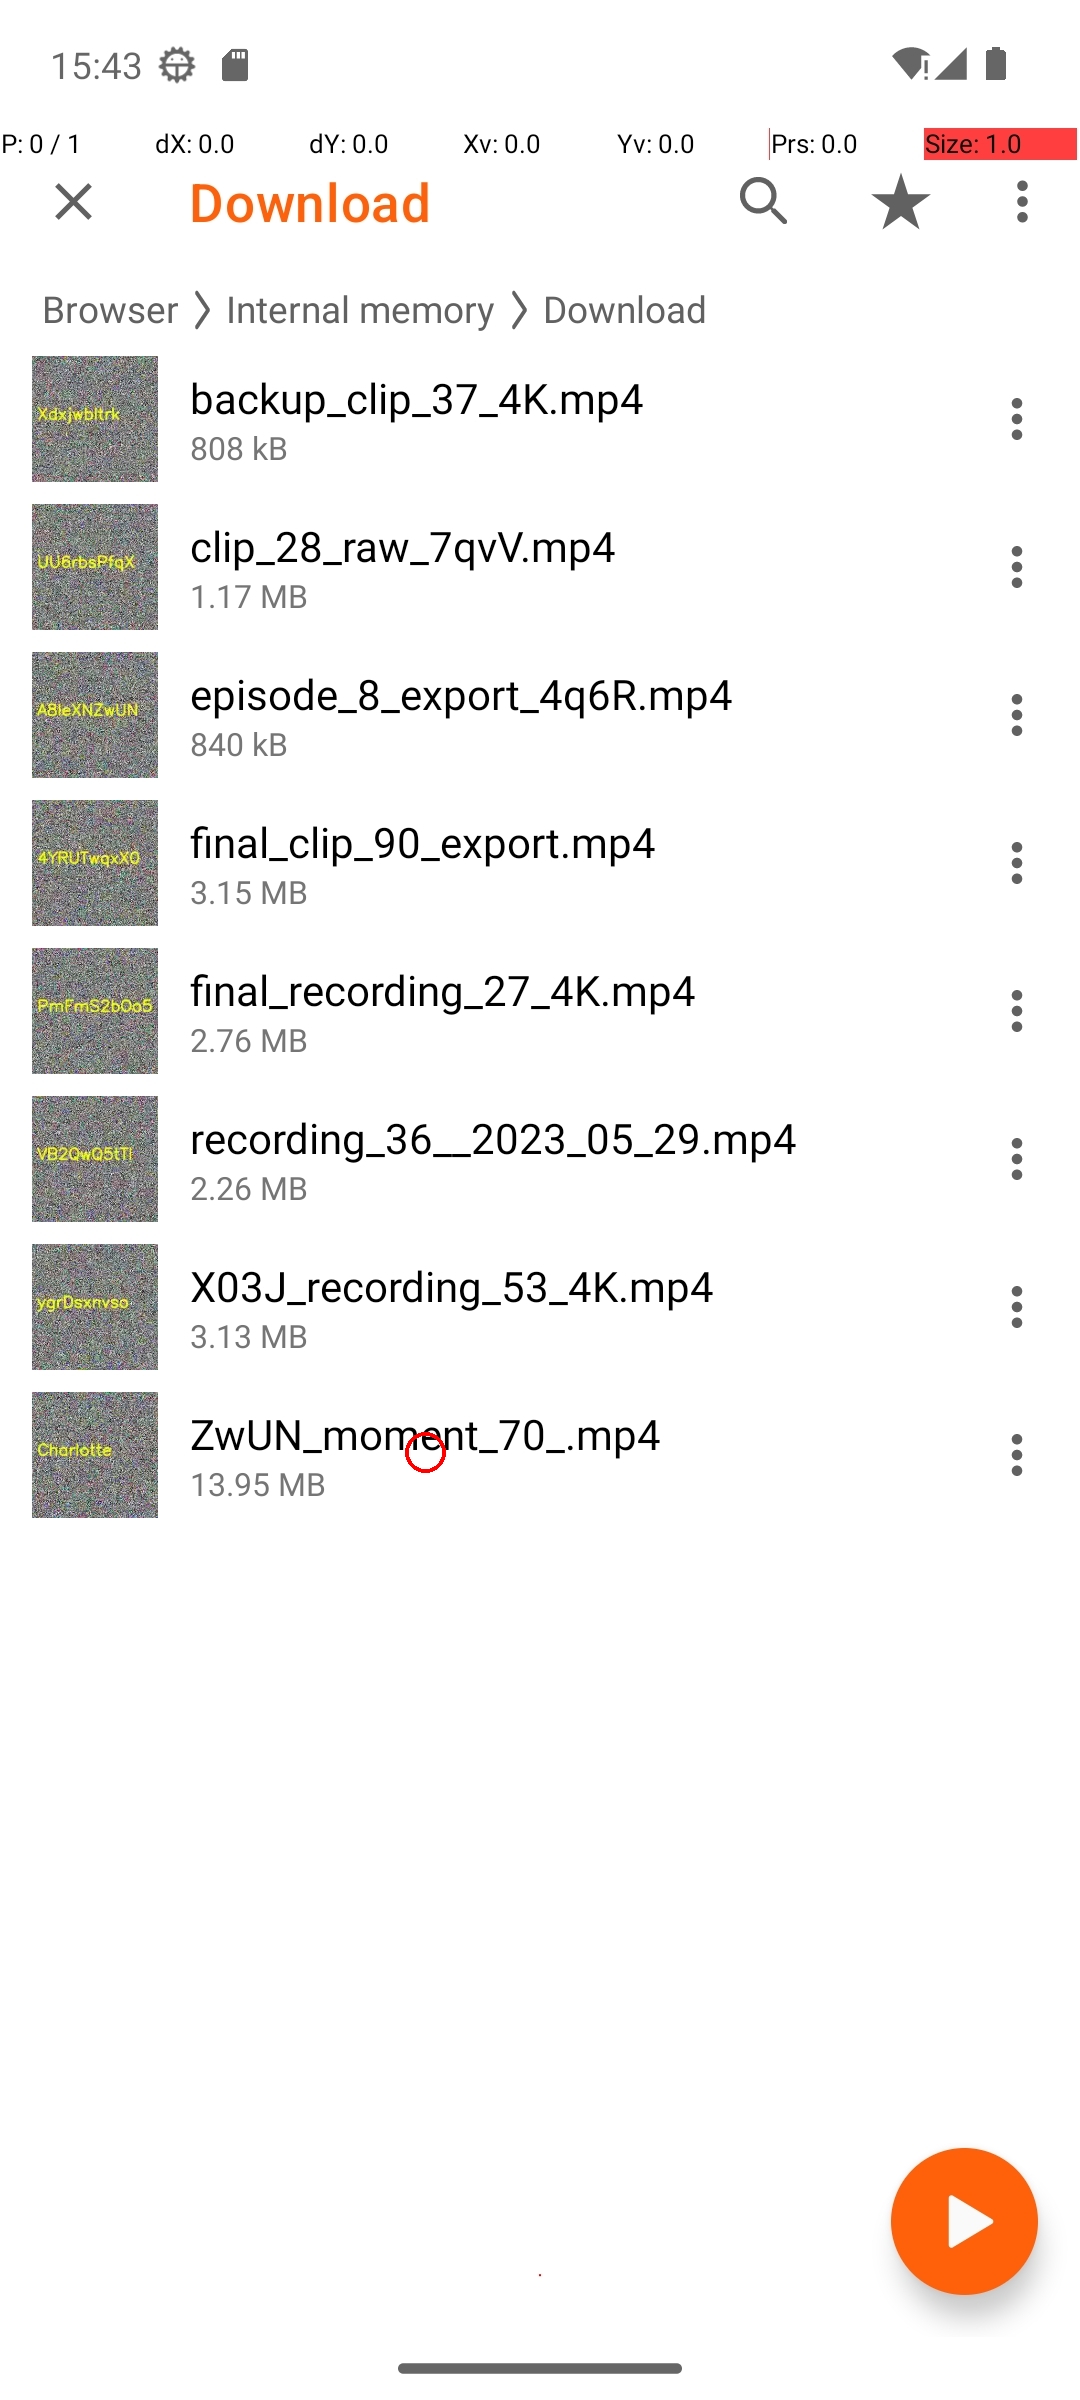 15:43
P: 0 / 1 dX: 0.0 dY: 0.0 Xv: 0.0 Yv: 0.0 Prs: 0.0 Size: 1.0
Download
Browser Internal memory Download
Xdxjwbltrk
backup_clip_37_4K.mp4
808 kB
UU6rbsPfqX
clip_28_raw_7qvV.mp4
1.17 MB
A8IeXNZwUN
episode_8_export_4q6R.mp4
840 kB
4YRUTwqxX0
final_clip_90_export.mp4
3.15 MB
PmFmS2bOo5
final_recording_27_4K.mp4
2.76 MB
VB2QwQ5tTl
recording_36__2023_05_29.mp4
2.26 MB
ygrDsxnvso
X03J_recording_53_4K.mp4
3.13 MB
Charlotte
ZwUN_moment_70_.mp4
13.95 MB